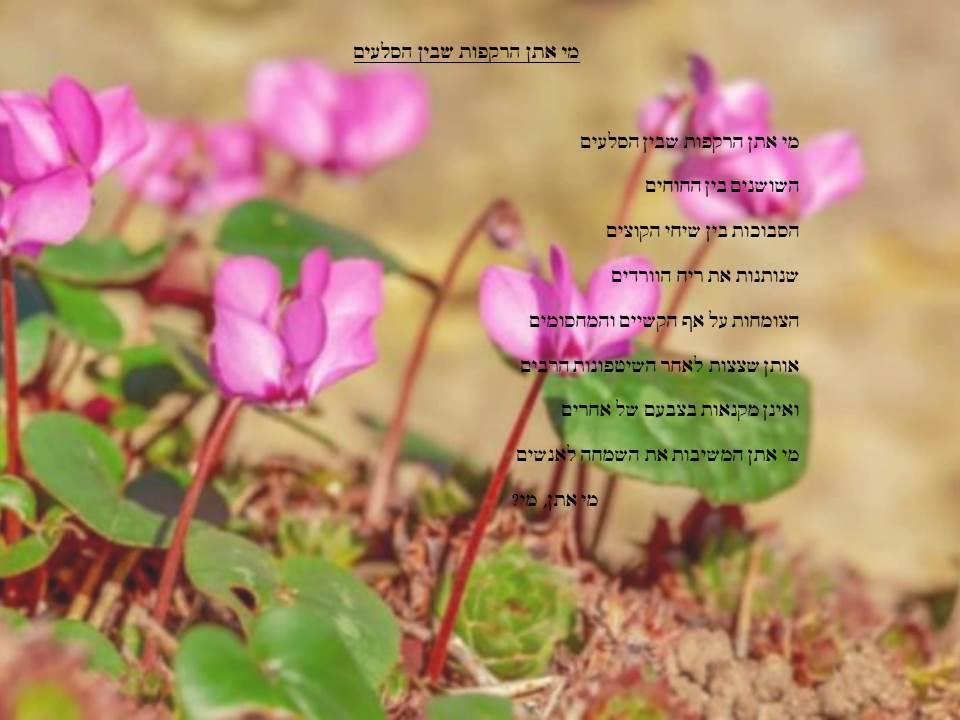 מי אתן הרקפות שבין הסלעים
מי אתן הרקפות שבין הסלעים
השושנים בין החוחים
הסבוכות בין שיחי הקוצים
שנותנות את ריח הוורדים
הצומחות על אף הקשיים והמחסומים
אותן שצצות לאחר השיטפונות הרבים
ואינן מקנאות בצבעם של אחרים
מי אתן המשיבות את השמחה לאנשים
מי אתן, מי?